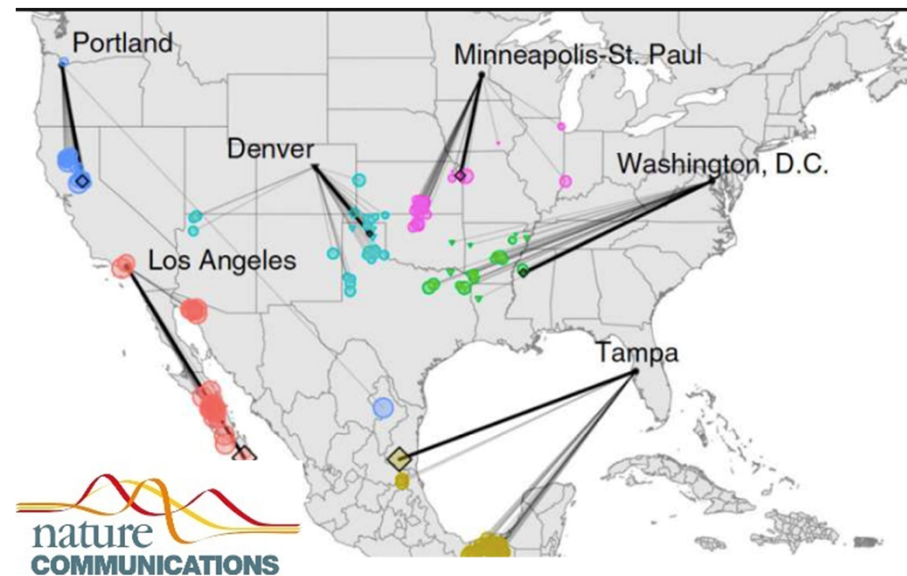 Portland
Minneapolis-St. Paul
Denver
Washington, D.C.
Los Angeles
Tampa
nature
COMMUNICATIONS